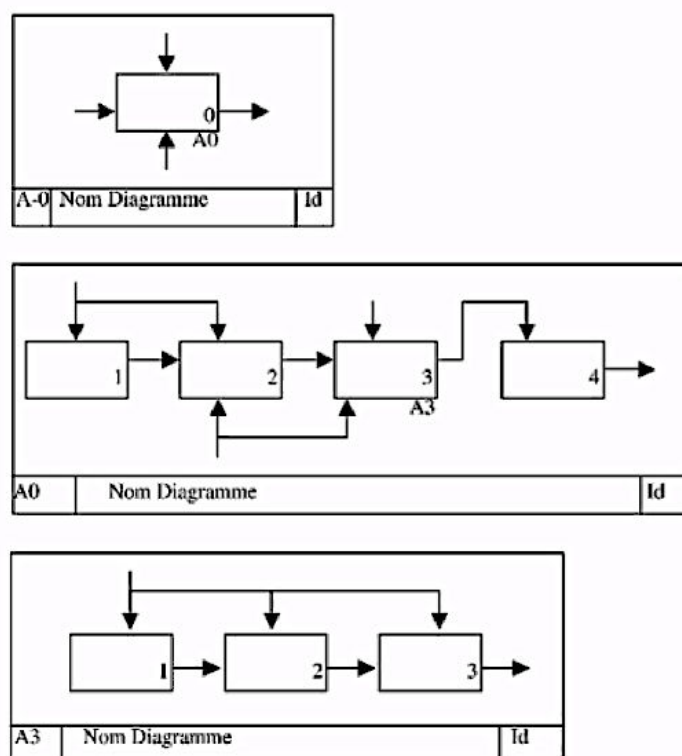 0
A0
A-0 Nom Diagramme Id
1 2 3 4
A3
A0 Nom Diagramme Id
1 2 3
A3 Nom Diagramme Id